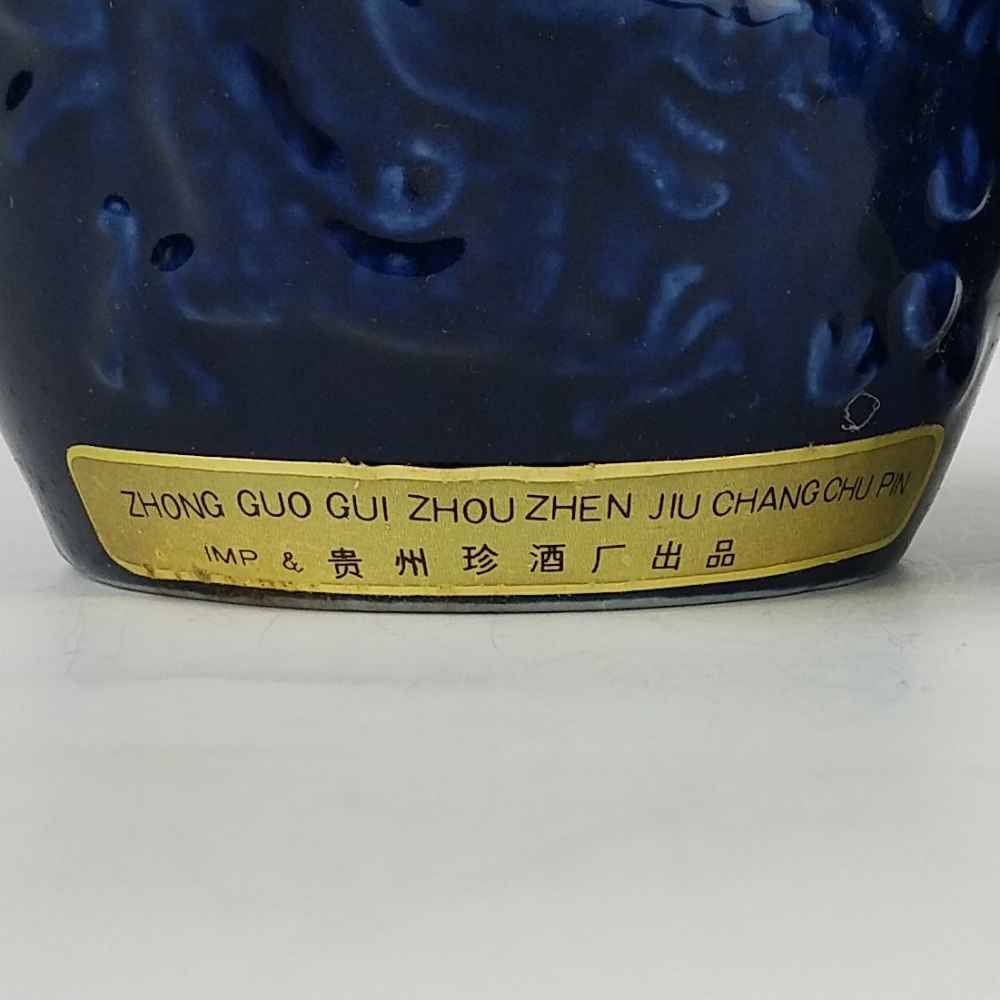 ZHONG GUO GUI ZHOU ZHEN JIU CHANG CHU PIN
IMP & 贵州珍酒厂出品